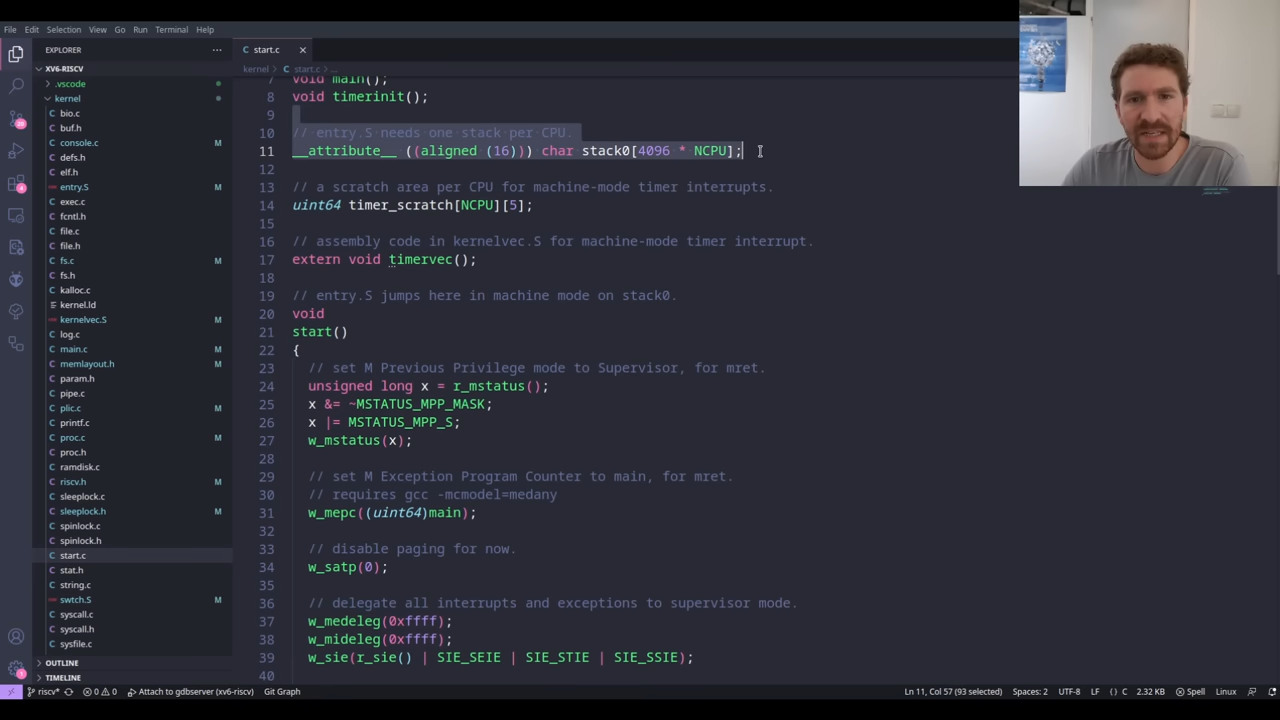 File Edit Selection View Go Run Terminal Help
EXPLORER
XV6-RISCV
.vscode
kernel
bio.c
buf.h
console.c M
defs.h
elf.h
entry.S M
exec.c
fcntl.h
file.c
file.h
fs.c M
fs.h
kalloc.c
kernel.ld
kernelvec.S M
log.c
main.c M
memlayout.h M
param.h
pipe.c
plic.c M
printf.c
proc.c M
proc.h
ramdisk.c
riscv.h M
sleeplock.c
sleeplock.h M
spinlock.c
spinlock.h
start.c
stat.h
string.c
swtch.S M
syscall.c
syscall.h
sysfile.c
OUTLINE
TIMELINE
start.c
kernel > start.c > ...
7 void main();
8 void timerinit();
9
10 // entry.S needs one stack per CPU.
11 __attribute__ ((aligned (16))) char stack0[4096 * NCPU];
12
13 // a scratch area per CPU for machine-mode timer interrupts.
14 uint64 timer_scratch[NCPU][5];
15
16 // assembly code in kernelvec.S for machine-mode timer interrupt.
17 extern void timervec();
18
19 // entry.S jumps here in machine mode on stack0.
20 void
21 start()
22 {
23 // set M Previous Privilege mode to Supervisor, for mret.
24 unsigned long x = r_mstatus();
25 x &= ~MSTATUS_MPP_MASK;
26 x |= MSTATUS_MPP_S;
27 w_mstatus(x);
28
29 // set M Exception Program Counter to main, for mret.
30 // requires gcc -mcmodel=medany
31 w_mepc((uint64)main);
32
33 // disable paging for now.
34 w_satp(0);
35
36 // delegate all interrupts and exceptions to supervisor mode.
37 w_medeleg(0xffff);
38 w_mideleg(0xffff);
39 w_sie(r_sie() | SIE_SEIE | SIE_STIE | SIE_SSIE);
40
riscv* 0 0 Attach to gdbserver (xv6-riscv) Git Graph Ln 11, Col 57 (93 selected) Spaces: 2 UTF-8 LF {} C 2.32 KB Spell Linux